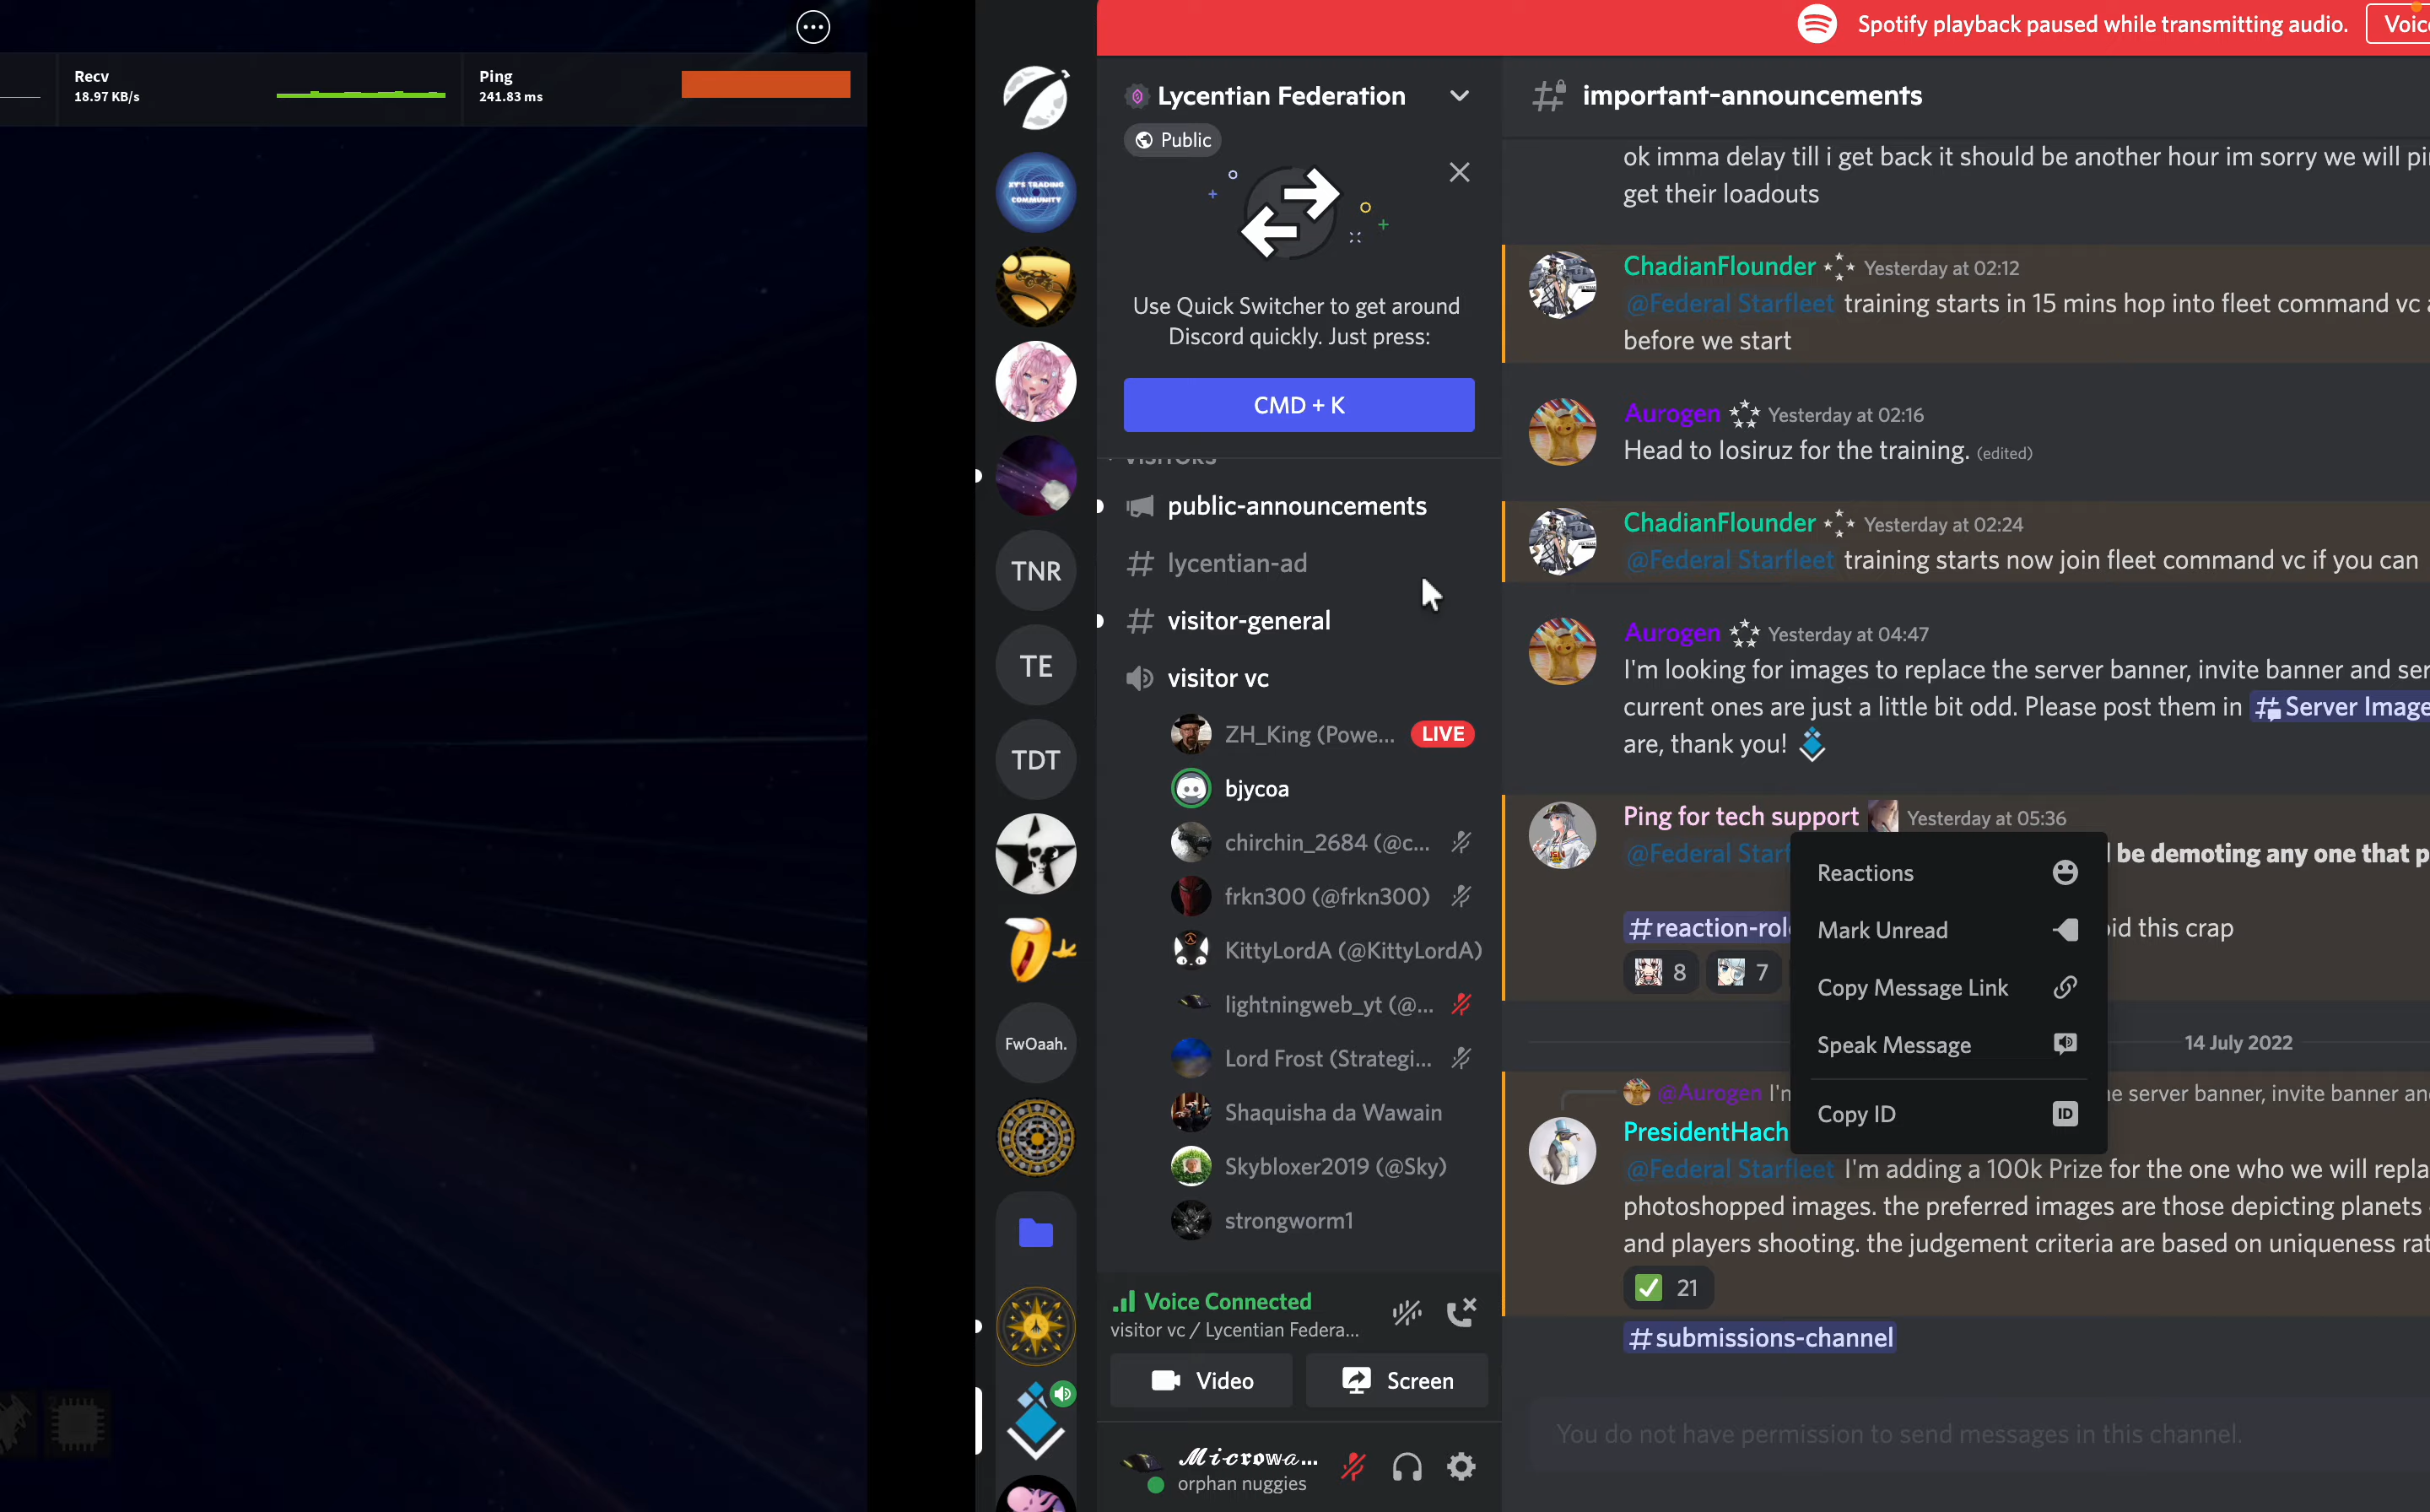 Recv
18.97 KB/s
Ping
241.83 ms
XY'S TRADING
COMMUNITY
TNR
TE
TDT
FwOaah.
Spotify playback paused while transmitting audio.
Lycentian Federation
Public
Use Quick Switcher to get around
Discord quickly. Just press:
CMD + K
VISITORS
public-announcements
lycentian-ad
visitor-general
visitor vc
ZH_King (Powe... LIVE
bjycoa
chirchin_2684 (@c...
frkn300 (@frkn300)
KittyLordA (@KittyLordA)
lightningweb_yt (@...
Lord Frost (Strategi...
Shaquisha da Wawain
Skybloxer2019 (@Sky)
strongworm1
Voice Connected
visitor vc / Lycentian Federa...
Video Screen
𝓜𝓲𝓬𝓻𝓸𝔀𝓪...
orphan nuggies
important-announcements
ok imma delay till i get back it should be another hour im sorry we will
get their loadouts
ChadianFlounder Yesterday at 02:12
@Federal Starfleet training starts in 15 mins hop into fleet command vc
before we start
Aurogen Yesterday at 02:16
Head to losiruz for the training. (edited)
ChadianFlounder Yesterday at 02:24
@Federal Starfleet training starts now join fleet command vc if you can
Aurogen Yesterday at 04:47
I'm looking for images to replace the server banner, invite banner and
current ones are just a little bit odd. Please post them in # Server
are, thank you!
Ping for tech support Yesterday at 05:36
@Federal be demoting any one that
#reaction- this crap
8 7
Reactions
Mark Unread
Copy Message Link
Speak Message
Copy ID
ID
14 July 2022
@Aurogen server banner, invite banner
PresidentHach
@Federal Starfleet I'm adding a 100k Prize for the one who we will
photoshopped images. the preferred images are those depicting planets
and players shooting. the judgement criteria are based on uniqueness
21
#submissions-channel
You do not have permission to send messages in this channel.